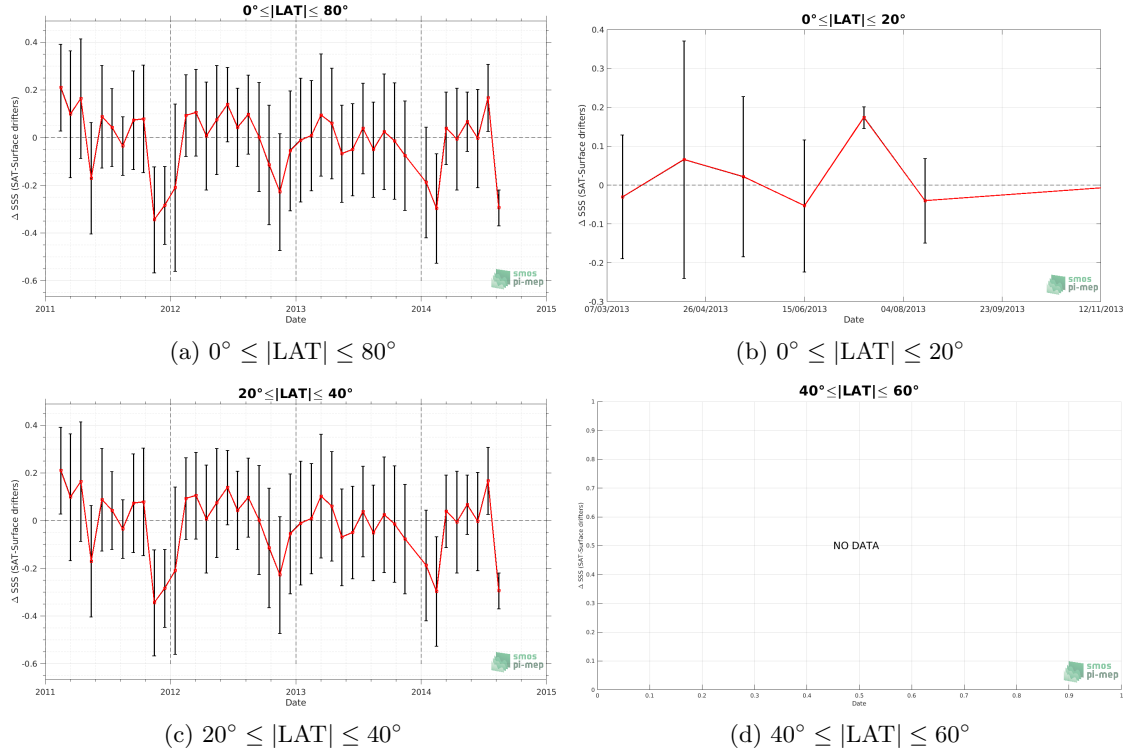 0°≤|LAT|≤ 80°
Δ SSS (SAT-Surface drifters)
0.4
0.2
0
-0.2
-0.4
-0.6
2011
2012
2013
2014
2015
Date
smos
pi-mep
(a) 0° ≤ |LAT| ≤ 80°
0°≤|LAT|≤ 20°
Δ SSS (SAT-Surface drifters)
0.4
0.3
0.2
0.1
0
-0.1
-0.2
-0.3
07/03/2013
26/04/2013
15/06/2013
04/08/2013
23/09/2013
12/11/2013
Date
smos
pi-mep
(b) 0° ≤ |LAT| ≤ 20°
20°≤|LAT|≤ 40°
Δ SSS (SAT-Surface drifters)
0.4
0.2
0
-0.2
-0.4
-0.6
2011
2012
2013
2014
2015
Date
smos
pi-mep
(c) 20° ≤ |LAT| ≤ 40°
40°≤|LAT|≤ 60°
Δ SSS (SAT-Surface drifters)
1
0.9
0.8
0.7
0.6
0.5
0.4
0.3
0.2
0.1
0
NO DATA
0
0.1
0.2
0.3
0.4
0.5
0.6
0.7
0.8
0.9
1
Date
smos
pi-mep
(d) 40° ≤ |LAT| ≤ 60°